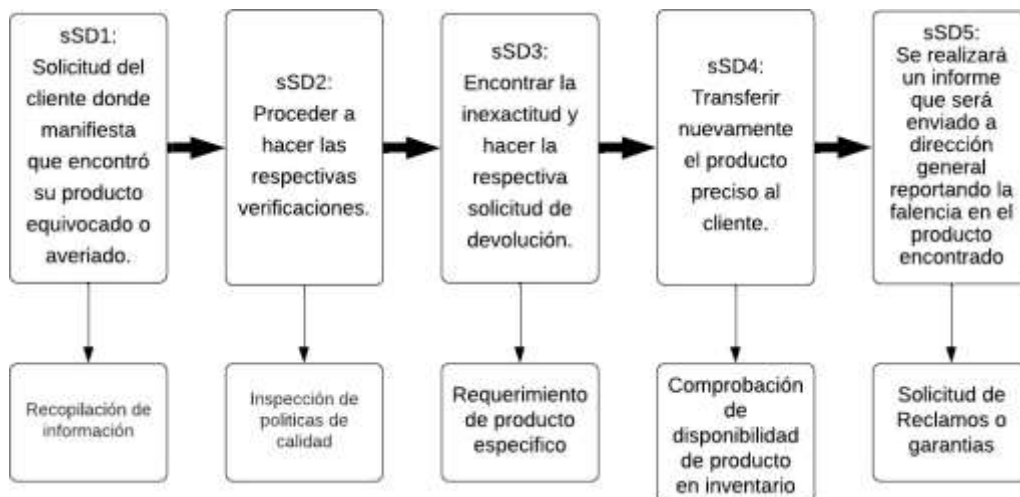 sSD1:
Solicitud del
cliente donde
manifiesta
que encontró
su producto
equivocado o
averiado.
sSD2:
Proceder a
hacer las
respectivas
verificaciones.
sSD3:
Encontrar la
inexactitud y
hacer la
respectiva
solicitud de
devolución.
sSD4:
Transferir
nuevamente
el producto
preciso al
cliente.
sSD5:
Se realizará
un informe
que será
enviado a
dirección
general
reportando la
falencia en el
producto
encontrado
Recopilación de
información
Inspección de
politicas de
calidad
Requerimiento
de producto
especifico
Comprobación
de
disponibilidad
de producto
en inventario
Solicitud de
Reclamos o
garantias